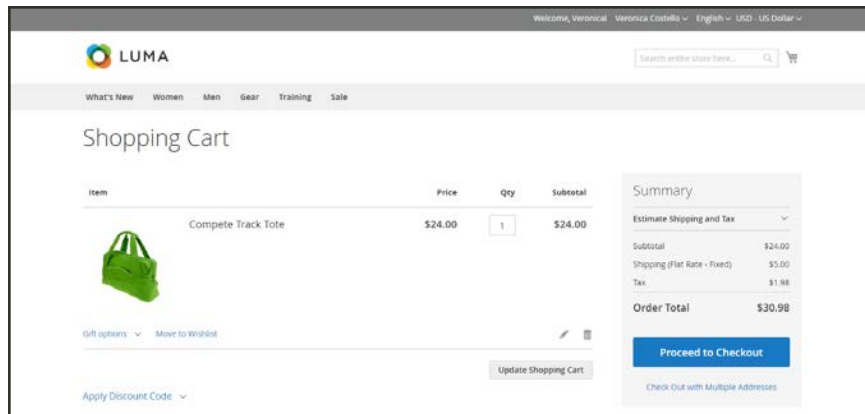 Welcome, Veronica! Veronica Costello English USD - US Dollar
LUMA
Search entire store here...
What's New Women Men Gear Training Sale
Shopping Cart
Item Price Qty Subtotal
Compete Track Tote $24.00 1 $24.00
Gift options Move to Wishlist
Update Shopping Cart
Apply Discount Code
Summary
Estimate Shipping and Tax
Subtotal $24.00
Shipping (Flat Rate - Fixed) $5.00
Tax $1.98
Order Total $30.98
Proceed to Checkout
Check Out with Multiple Addresses